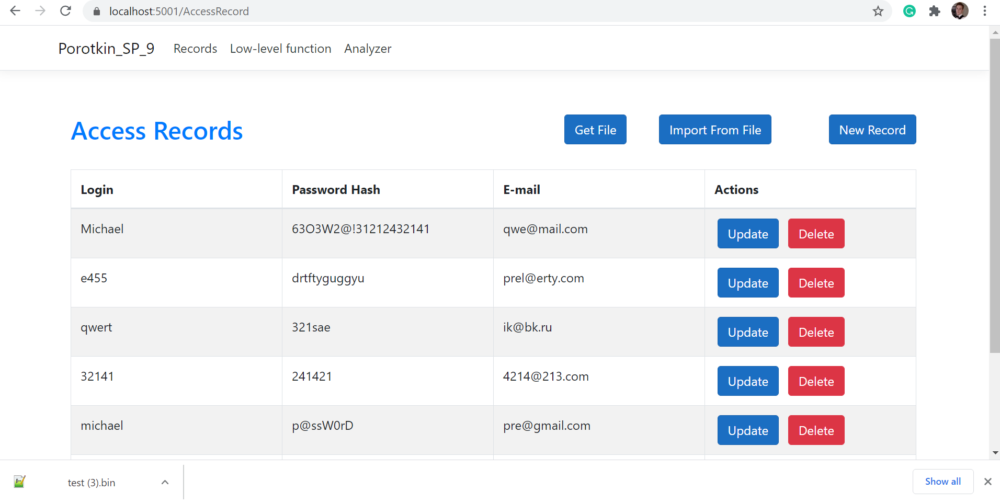 localhost:5001/AccessRecord
Porotkin_SP_9 Records Low-level function Analyzer
Access Records Get File Import From File New Record
Login Password Hash E-mail Actions
Michael 63O3W2@!31212432141 qwe@mail.com Update Delete
e455 drtftyguggyu prel@erty.com Update Delete
qwert 321sae ik@bk.ru Update Delete
32141 241421 4214@213.com Update Delete
michael p@ssW0rD pre@gmail.com Update Delete
test (3).bin Show all